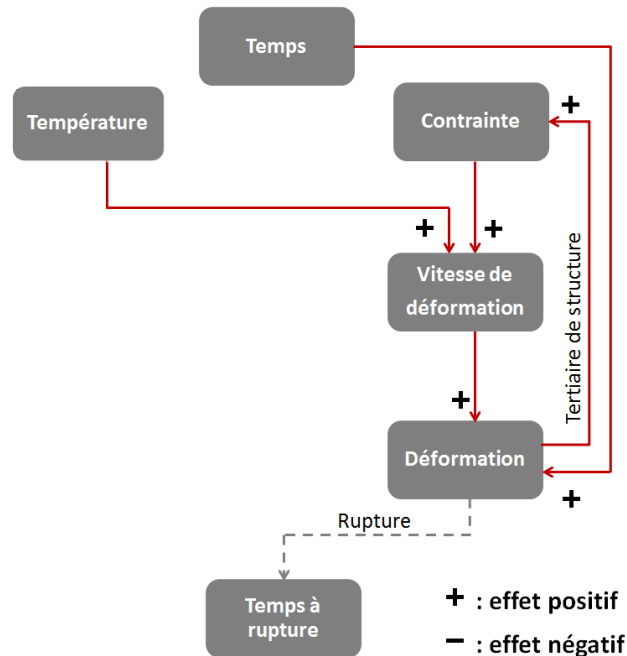 Temps
Température
Contrainte
+
+
+
Vitesse de
déformation
Tertiaire de structure
+
Déformation
+
Rupture
Temps à
rupture
+ : effet positif
− : effet négatif